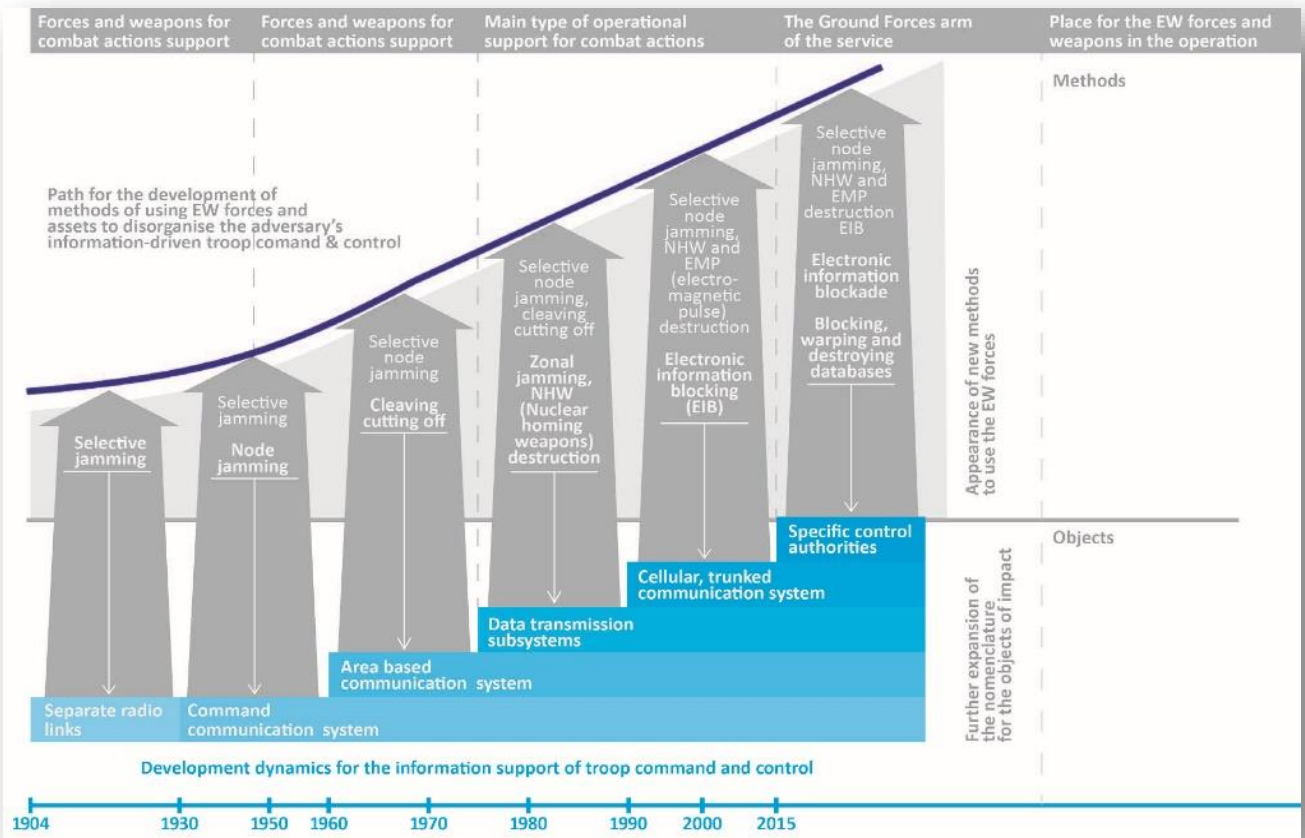 Forces and weapons for
combat actions support
Forces and weapons for
combat actions support
Main type of operational
support for combat actions
The Ground Forces arm
of the service
Place for the EW forces and
weapons in the operation
Methods
Path for the development of
methods of using EW forces and
assets to disorganise the adversary's
information-driven troop comand & control
Selective
jamming
Selective
jamming
Node
jamming
Selective
node
jamming
Cleaving
cutting off
Selective
node
jamming,
cleaving
cutting off
Zonal
jamming,
NHW
(Nuclear
homing
weapons)
destruction
Selective
node
jamming,
NHW and
EMP
(electro-
magnetic
pulse)
destruction
Electronic
information
blocking
(EIB)
Selective
node
jamming,
NHW and
EMP
destruction
EIB
Electronic
information
blockade
Blocking,
warping and
destroying
databases
Appearance of new methods
to use the EW forces
Objects
Specific control
authorities
Cellular, trunked
communication system
Data transmission
subsystems
Area based
communication system
Separate radio
links
Command
communication system
Further expansion of
the nomenclature
for the objects of impact
Development dynamics for the information support of troop command and control
1904 1930 1950 1960 1970 1980 1990 2000 2015